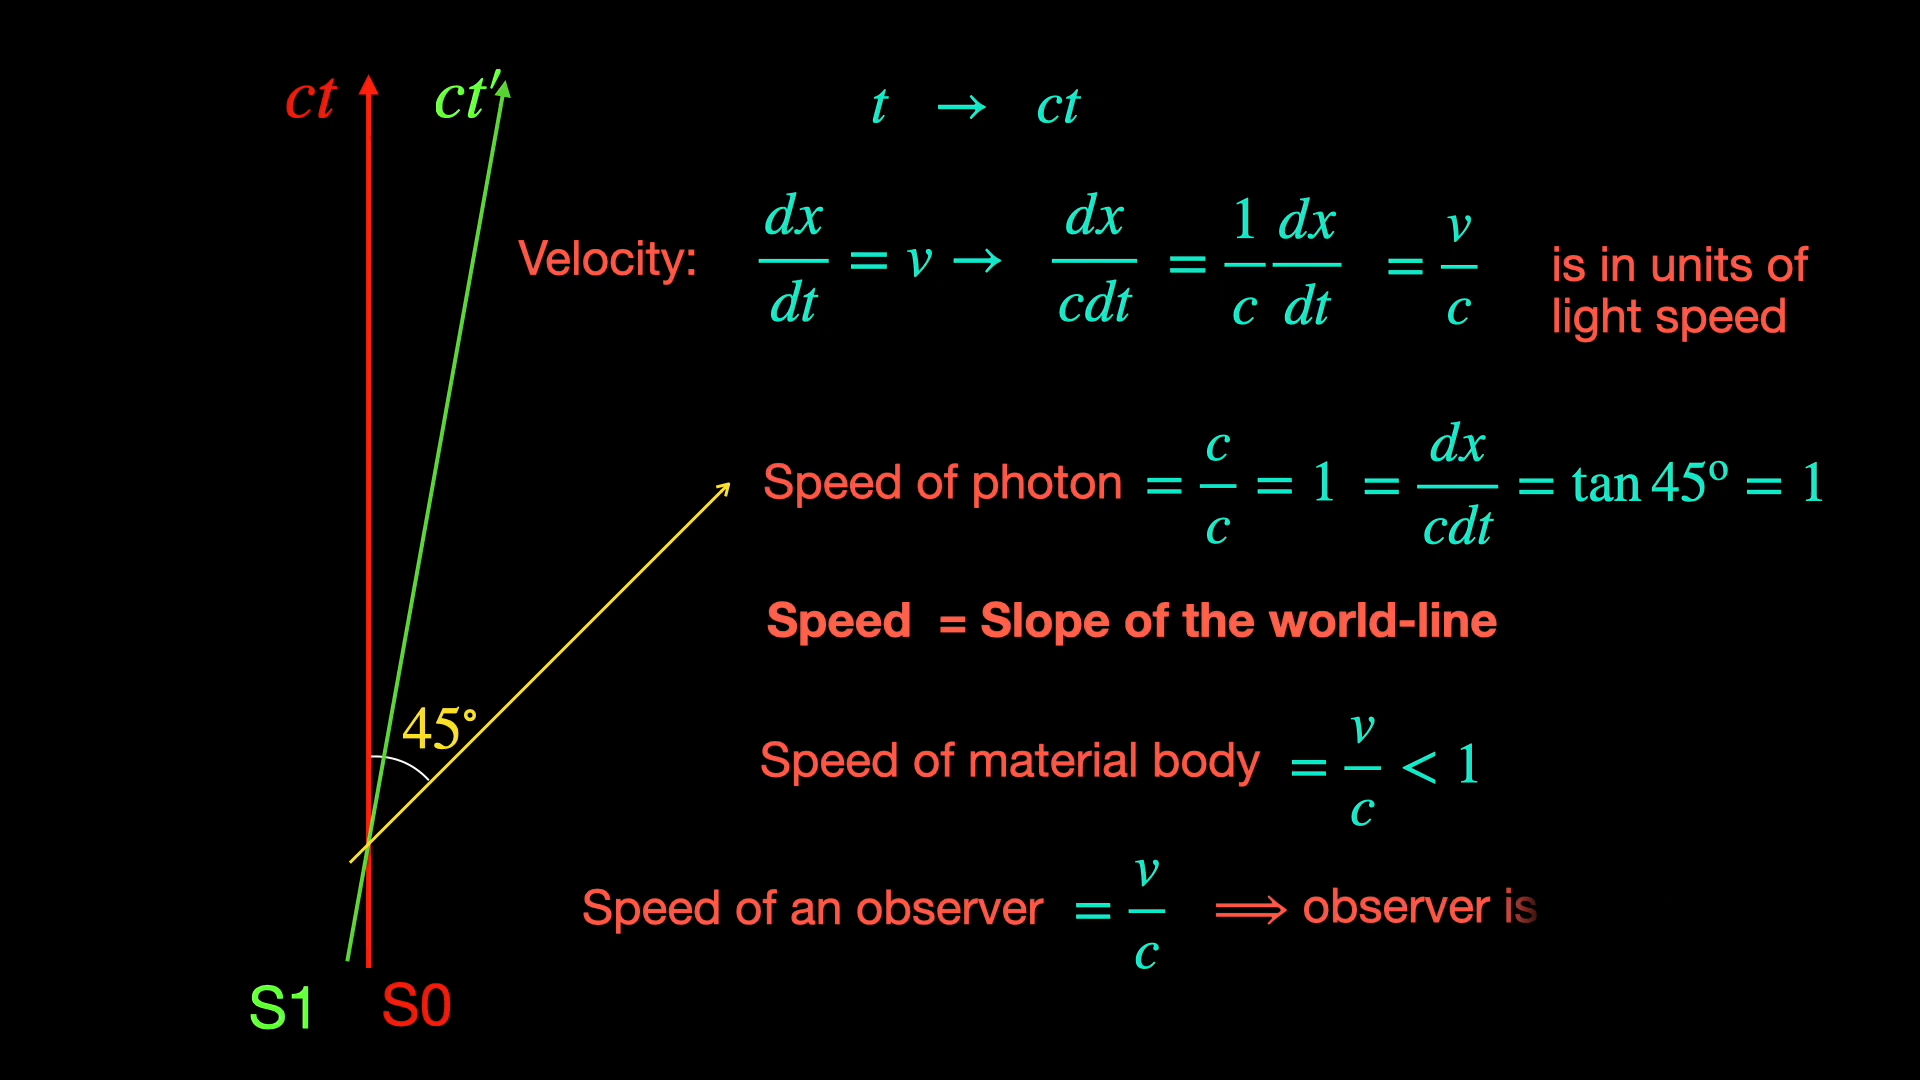 ct ct′ t → ct
Velocity: dx/dt = v → dx/cdt = 1/c dx/dt = v/c is in units of
light speed
Speed of photon = c/c = 1 = dx/cdt = tan 45º = 1
Speed = Slope of the world-line
45°
Speed of material body = v/c < 1
Speed of an observer = v/c ⟹ observer is
S1 S0